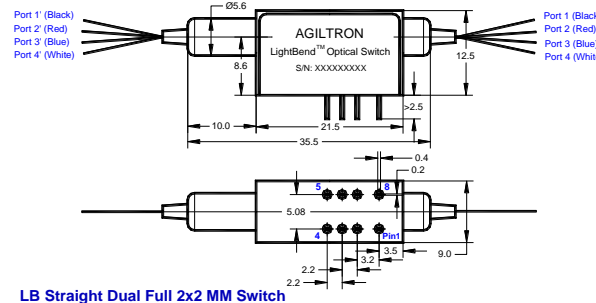 Port 1' (Black)
Port 2' (Red)
Port 3' (Blue)
Port 4' (White)
Ø5.6
8.6
AGILTRON
LightBend™ Optical Switch
S/N: XXXXXXXXX
Port 1 (Black
Port 2 (Red)
Port 3 (Blue)
Port 4 (White
12.5
>2.5
10.0
21.5
35.5
0.4
0.2
5
8
5.08
4
Pin1
3.5
9.0
3.2
2.2
2.2
LB Straight Dual Full 2x2 MM Switch